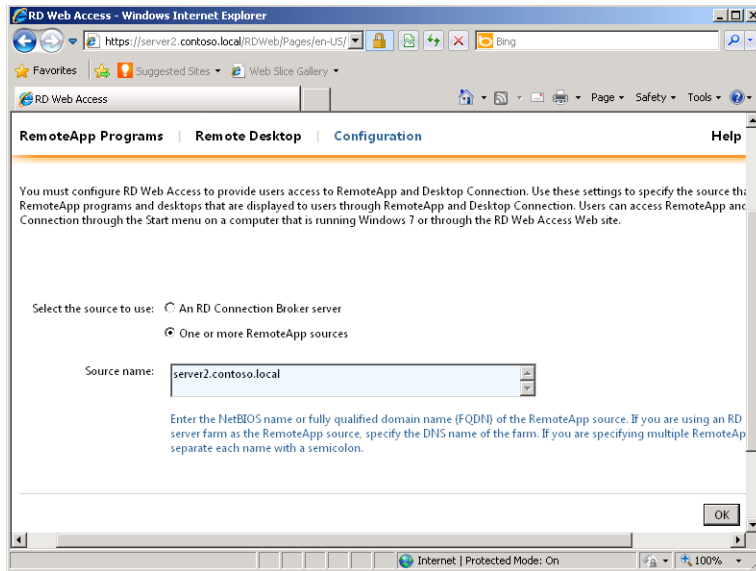 RD Web Access - Windows Internet Explorer
https://server2.contoso.local/RDWeb/Pages/en-US/
Bing
Favorites Suggested Sites Web Slice Gallery
RD Web Access Page Safety Tools
RemoteApp Programs | Remote Desktop | Configuration Help
You must configure RD Web Access to provide users access to RemoteApp and Desktop Connection. Use these settings to specify the source tha
RemoteApp programs and desktops that are displayed to users through RemoteApp and Desktop Connection. Users can access RemoteApp and
Connection through the Start menu on a computer that is running Windows 7 or through the RD Web Access Web site.
Select the source to use: An RD Connection Broker server
One or more RemoteApp sources
Source name: server2.contoso.local
Enter the NetBIOS name or fully qualified domain name (FQDN) of the RemoteApp source. If you are using an RD
server farm as the RemoteApp source, specify the DNS name of the farm. If you are specifying multiple RemoteAp
separate each name with a semicolon.
OK
Internet | Protected Mode: On 100%